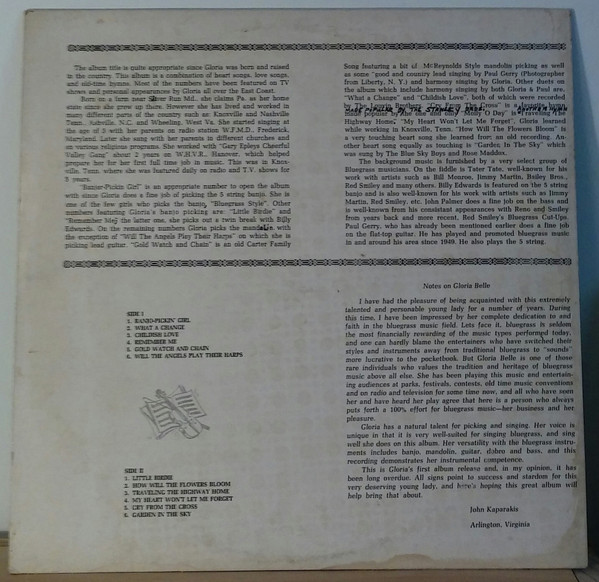 The album title is quite appropriate since Gloria was born and raised
in the country. This album is a combination of heart songs, love songs,
and old-time hymns. Most of the numbers have been featured on TV
shows and personal appearances by Gloria all over the East Coast.
Born on a farm near Silver Run Md., she claims Pa. as her home
state since she grew up there. However she has lived and worked in
many different parts of the country such as: Knoxville and Nashville
Tenn. Asheville, N.C. and Wheeling, West Va. She started singing at
the age of 5 with her parents on radio station W.F.M.D., Frederick,
Maryland. Later she sang with her parents in different churches and
on various religious programs. She worked with "Gary Epleys Cheerful
Valley Gang" about 2 years on W.H.V.R., Hanover, which helped
prepare her for her first full time job in music. This was in Knox-
ville, Tenn. where she was featured daily on radio and T.V. shows for
8 years.
"Banjo-Pickin Girl" is an appropriate number to open the album
with since Gloria does a fine job of picking the 5 string banjo. She is
one of the few girls who picks the banjo, "Bluegrass Style". Other
numbers featuring Gloria's banjo picking are: "Little Birdie" and
"Remember Me"; the latter one, she picks out a twin break with Billy
Edwards. On the remaining numbers Gloria picks the mandolin with
the exception of "Will The Angels Play Their Harps" on which she is
picking lead guitar. "Gold Watch and Chain" is an old Carter Family
Song featuring a bit of McReynolds Style mandolin picking as well
as some "good and country lead singing by Paul Gerry (Photographer
from Liberty, N. Y.) and harmony singing by Gloria. Other duets on
the album which include harmony singing by both Gloria & Paul are,
"What a Change" and "Childish Love", both of which were recorded
by The Louvin Brothers. "Cry From The Cross" is a favorite hymn
MADE POPULAR BY THE STANLEY BROS.
made popular by the one and only "Molly O Day" is "Traveling The
Highway Home," "My Heart Won't Let Me Forget", Gloria learned
while working in Knoxville, Tenn. "How Will The Flowers Bloom" is
a very touching heart song she learned from an old recording. An-
other heart song equally as touching is "Garden In The Sky" which
was sung by The Blue Sky Boys and Rose Maddox.
The background music is furnished by a very select group of
Bluegrass musicians. On the fiddle is Tater Tate, well-known for his
work with artists such as Bill Monroe, Jimmy Martin, Bailey Bros.,
Red Smiley and many others. Billy Edwards is featured on the 5 string
banjo and is also well-known for his work with artists such as Jimmy
Martin, Red Smiley, etc. John Palmer does a fine job on the bass and
is well-known from his consistant appearances with Reno and Smiley
from years back and more recent, Red Smiley's Bluegrass Cut-Ups.
Paul Gerry, who has already been mentioned earlier does a fine job
on the flat-top guitar. He has played and promoted bluegrass music
in and around his area since 1949. He also plays the 5 string.
SIDE I
1. BANJO-PICKIN' GIRL
2. WHAT A CHANGE
3. CHILDISH LOVE
4. REMEMBER ME
5. GOLD WATCH AND CHAIN
6. WILL THE ANGELS PLAY THEIR HARPS
SIDE II
1. LITTLE BIRDIE
2. HOW WILL THE FLOWERS BLOOM
3. TRAVELING THE HIGHWAY HOME
4. MY HEART WON'T LET ME FORGET
5. CRY FROM THE CROSS
6. GARDEN IN THE SKY
Notes on Gloria Belle
I have had the pleasure of being acquainted with this extremely
talented and personable young lady for a number of years. During
this time, I have been impressed by her complete dedication to and
faith in the bluegrass music field. Lets face it, bluegrass is seldom
the most financially rewarding of the music types performed today,
and one can hardly blame the entertainers who have switched their
styles and instruments away from traditional bluegrass to "sounds"
more lucrative to the pocketbook. But Gloria Belle is one of those
rare individuals who values the tradition and heritage of bluegrass
music above all else. She has been playing this music and entertain-
ing audiences at parks, festivals, contests, old time music conventions
and on radio and television for some time now, and all who have seen
her and have heard her play agree that here is a person who always
puts forth a 100% effort for bluegrass music—her business and her
pleasure.
Gloria has a natural talent for picking and singing. Her voice is
unique in that it is very well-suited for singing bluegrass, and sing
well she does on this album. Her versatility with the bluegrass instru-
ments includes banjo, mandolin, guitar, dobro and bass, and this
recording demonstrates her instrumental competence.
This is Gloria's first album release and, in my opinion, it has
been long overdue. All signs point to success and stardom for this
very deserving young lady, and here's hoping this great album will
help bring that about.
John Kaparakis
Arlington, Virginia